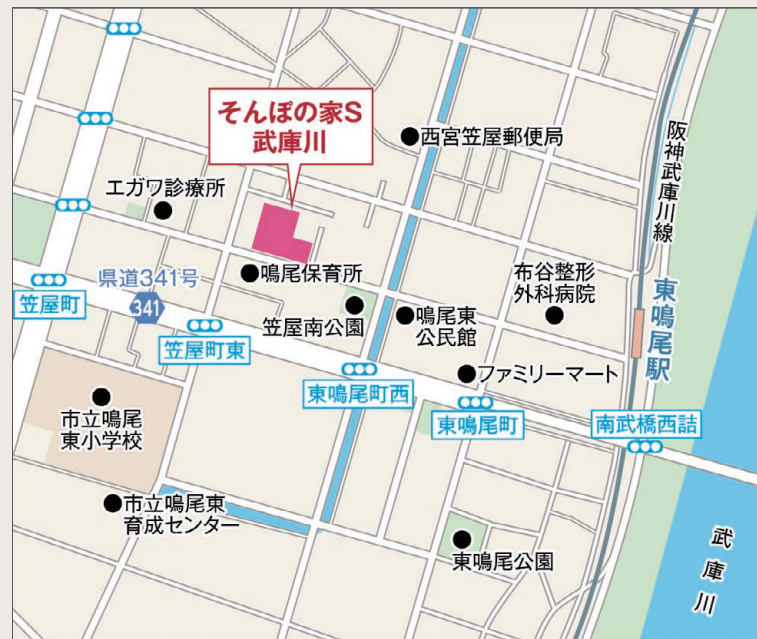 そんぽの家S
武庫川
西宮笠屋郵便局
阪神武庫川線
エガワ診療所
県道341号
341
鳴尾保育所
布谷整形
外科病院
笠屋町
笠屋南公園
鳴尾東
公民館
東鳴尾駅
笠屋町東
東鳴尾町西
ファミリーマート
東鳴尾町
南武橋西詰
市立鳴尾
東小学校
市立鳴尾東
育成センター
東鳴尾公園
武庫川